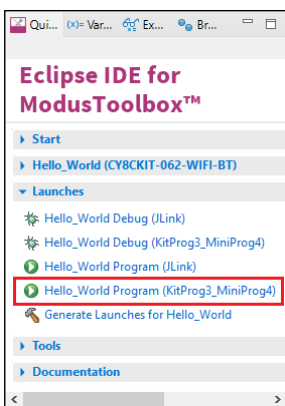 Qui... (x)= Var... Ex... Br...
Eclipse IDE for
ModusToolbox™
Start
Hello_World (CY8CKIT-062-WIFI-BT)
Launches
Hello_World Debug (JLink)
Hello_World Debug (KitProg3_MiniProg4)
Hello_World Program (JLink)
Hello_World Program (KitProg3_MiniProg4)
Generate Launches for Hello_World
Tools
Documentation